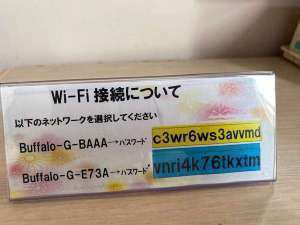 Wi-Fi 接続について
以下のネットワークを選択してください
Buffalo-G-BAAA→パスワード c3wr6ws3avvmd
Buffalo-G-E73A→パスワード vnri4k76tkxtm